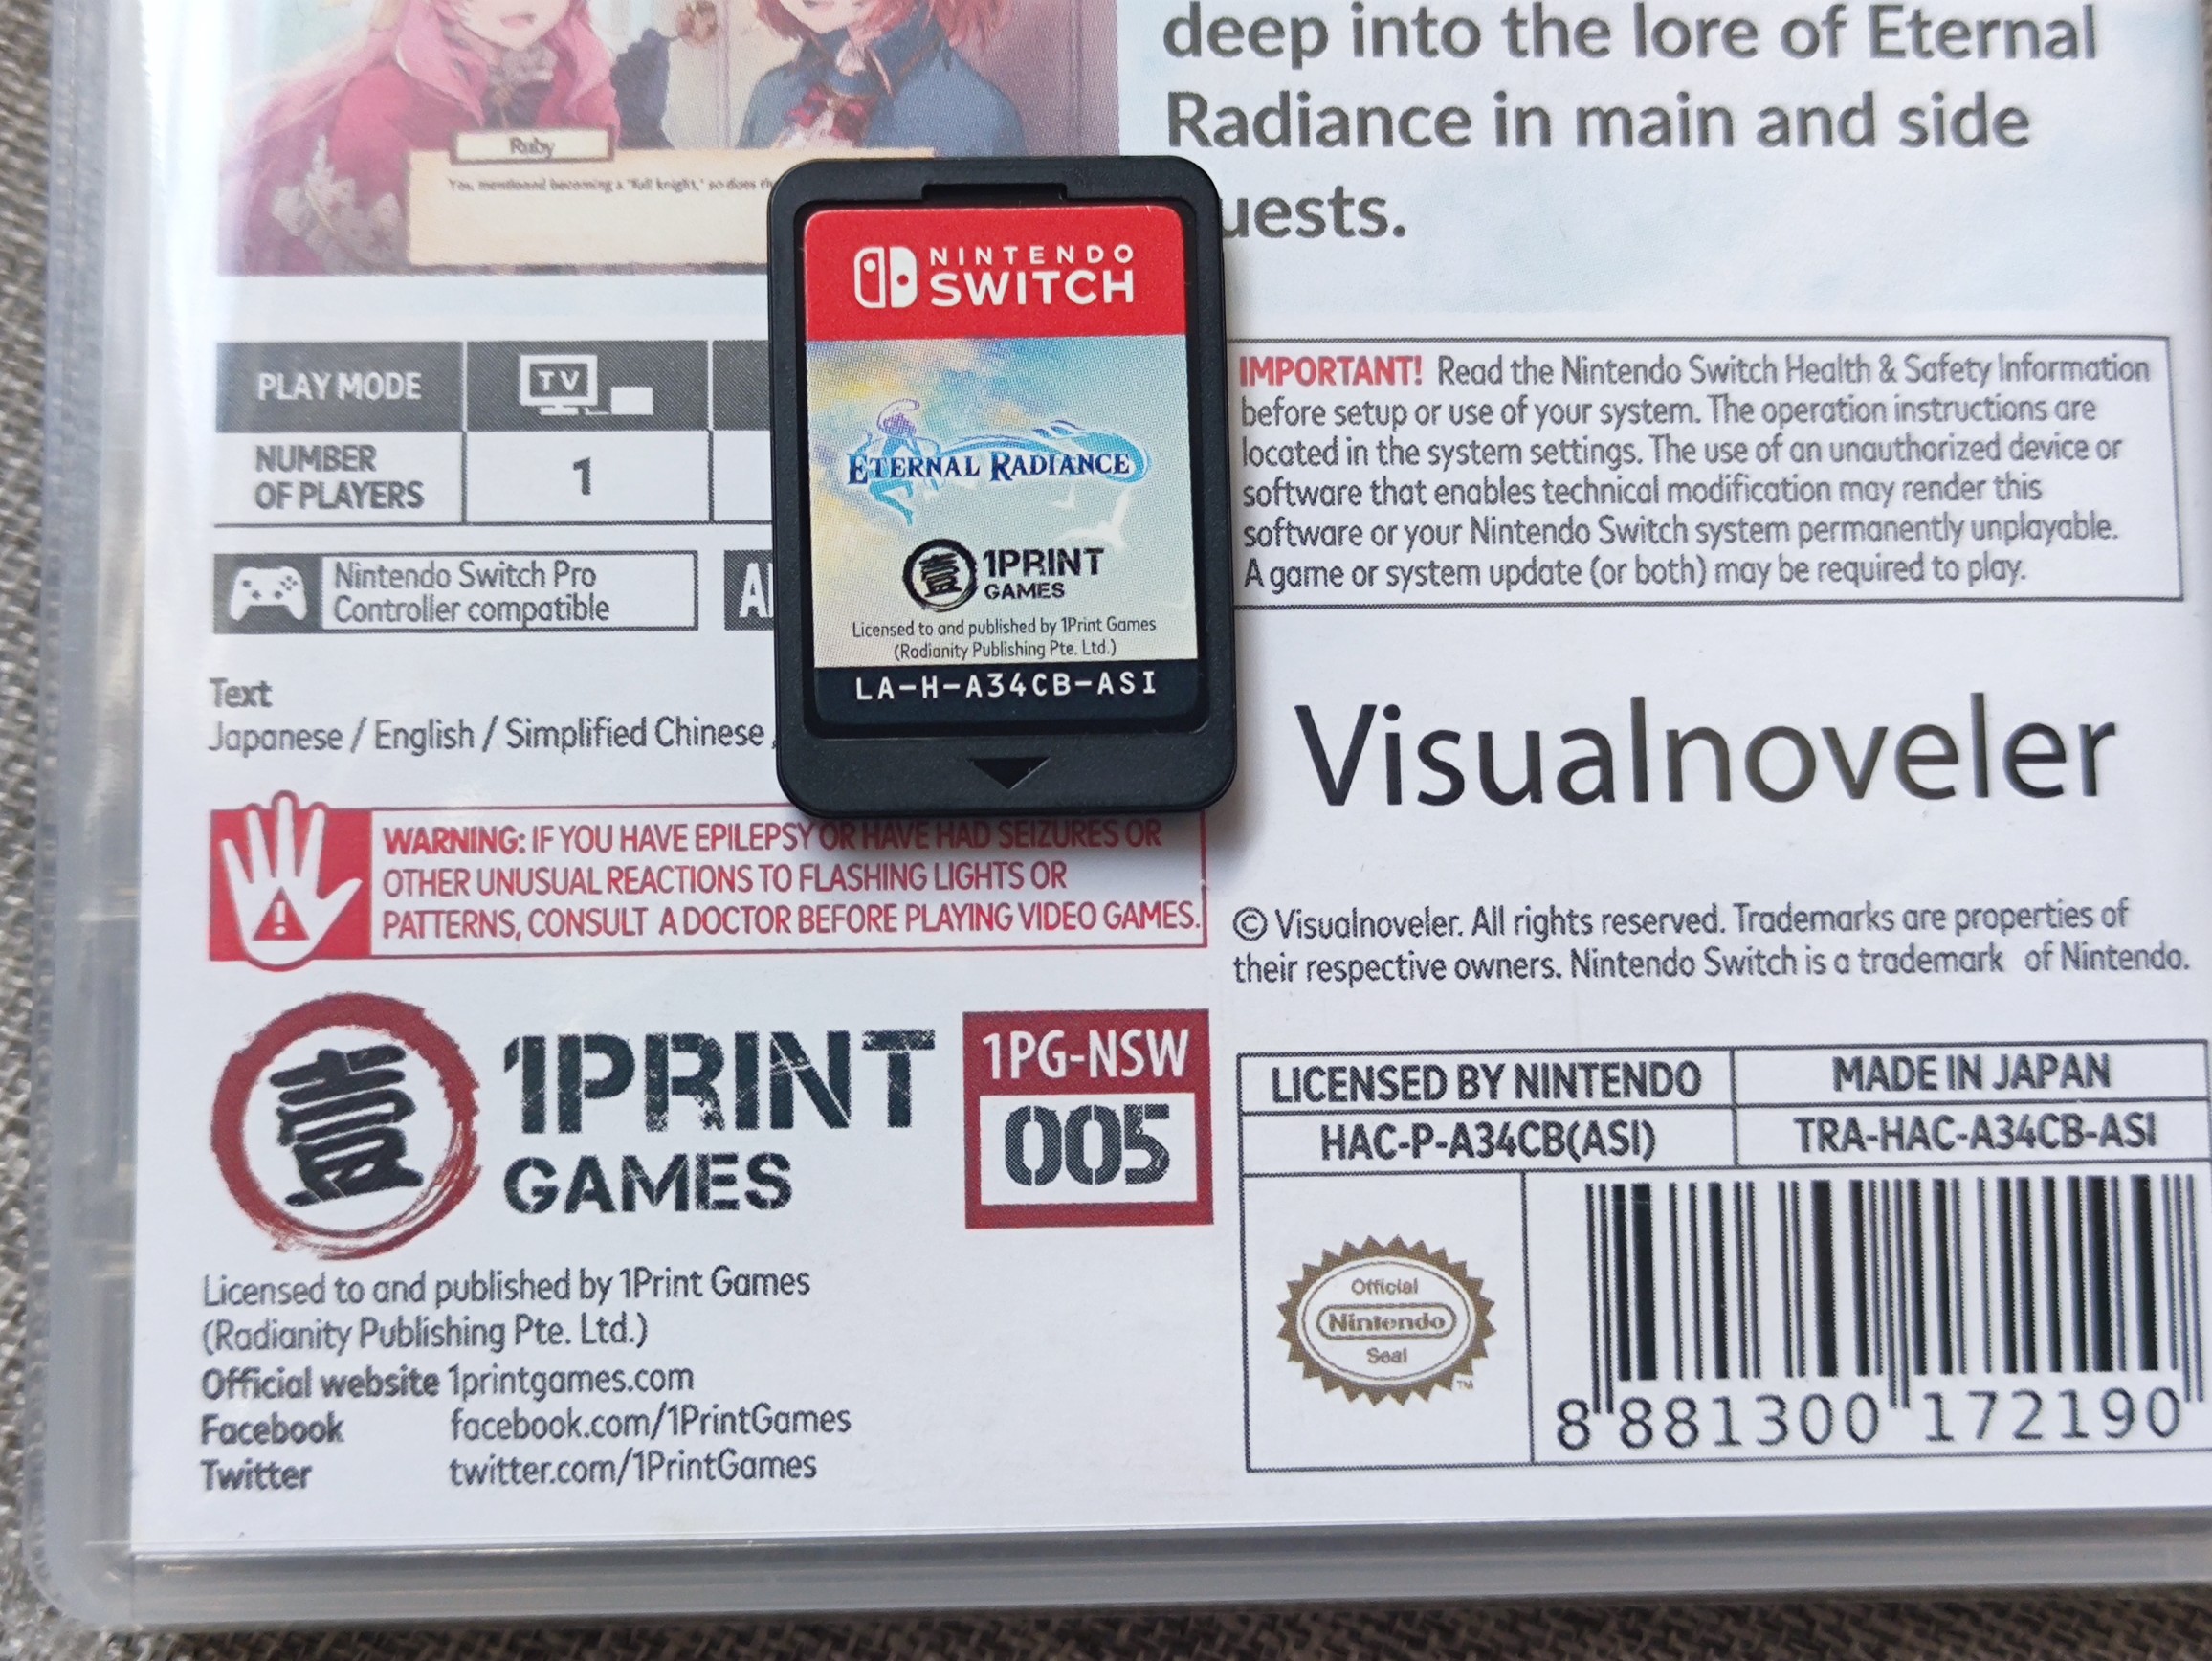 deep into the lore of Eternal
Radiance in main and side
uests.
Ruby
You mentioned becoming a "full knight," so does
NINTENDO
SWITCH
ETERNAL RADIANCE
壹 1PRINT
GAMES
Licensed to and published by 1Print Games
(Radianity Publishing Pte. Ltd.)
LA-H-A34CB-ASI
PLAY MODE
TV
NUMBER
OF PLAYERS
1
Nintendo Switch Pro
Controller compatible
Text
Japanese / English / Simplified Chinese
IMPORTANT! Read the Nintendo Switch Health & Safety Information
before setup or use of your system. The operation instructions are
located in the system settings. The use of an unauthorized device or
software that enables technical modification may render this
software or your Nintendo Switch system permanently unplayable.
A game or system update (or both) may be required to play.
WARNING: IF YOU HAVE EPILEPSY OR HAVE HAD SEIZURES OR
OTHER UNUSUAL REACTIONS TO FLASHING LIGHTS OR
PATTERNS, CONSULT A DOCTOR BEFORE PLAYING VIDEO GAMES.
Visualnoveler
© Visualnoveler. All rights reserved. Trademarks are properties of
their respective owners. Nintendo Switch is a trademark of Nintendo.
壹 1PRINT
GAMES
1PG-NSW
005
Licensed to and published by 1Print Games
(Radianity Publishing Pte. Ltd.)
Official website 1printgames.com
Facebook facebook.com/1PrintGames
Twitter twitter.com/1PrintGames
LICENSED BY NINTENDO
MADE IN JAPAN
HAC-P-A34CB(ASI)
TRA-HAC-A34CB-ASI
Official
Nintendo
Seal
TM
8 881300 172190